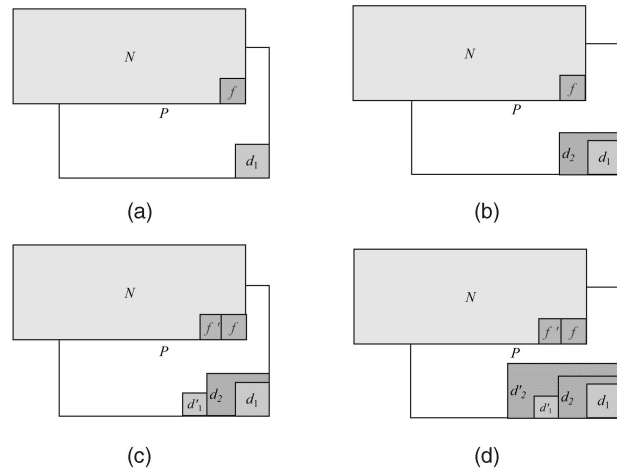 N
N
f
f
P
P
d₂
d₁
d₁
(a)
(b)
N
N
f'
f
f'
f
P
P
d'₂
d'₁
d₂
d₁
d'₁
d₂
d₁
(c)
(d)